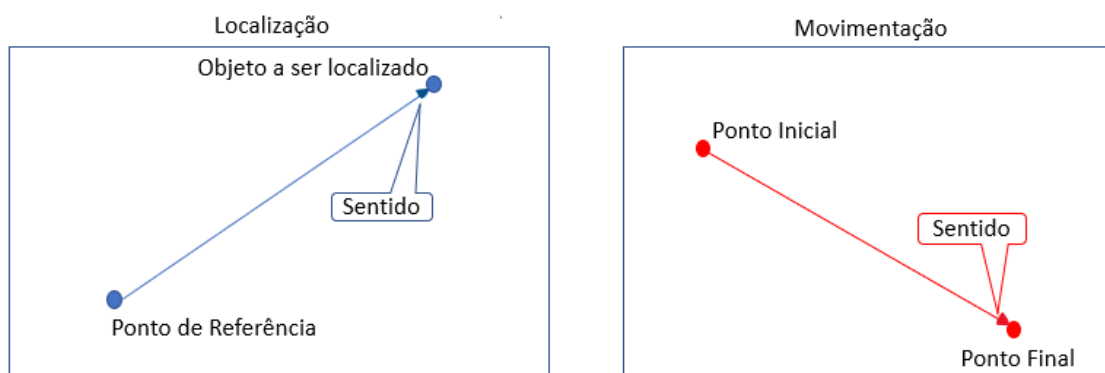 Localização
Objeto a ser localizado
Sentido
Ponto de Referência
Movimentação
Ponto Inicial
Sentido
Ponto Final